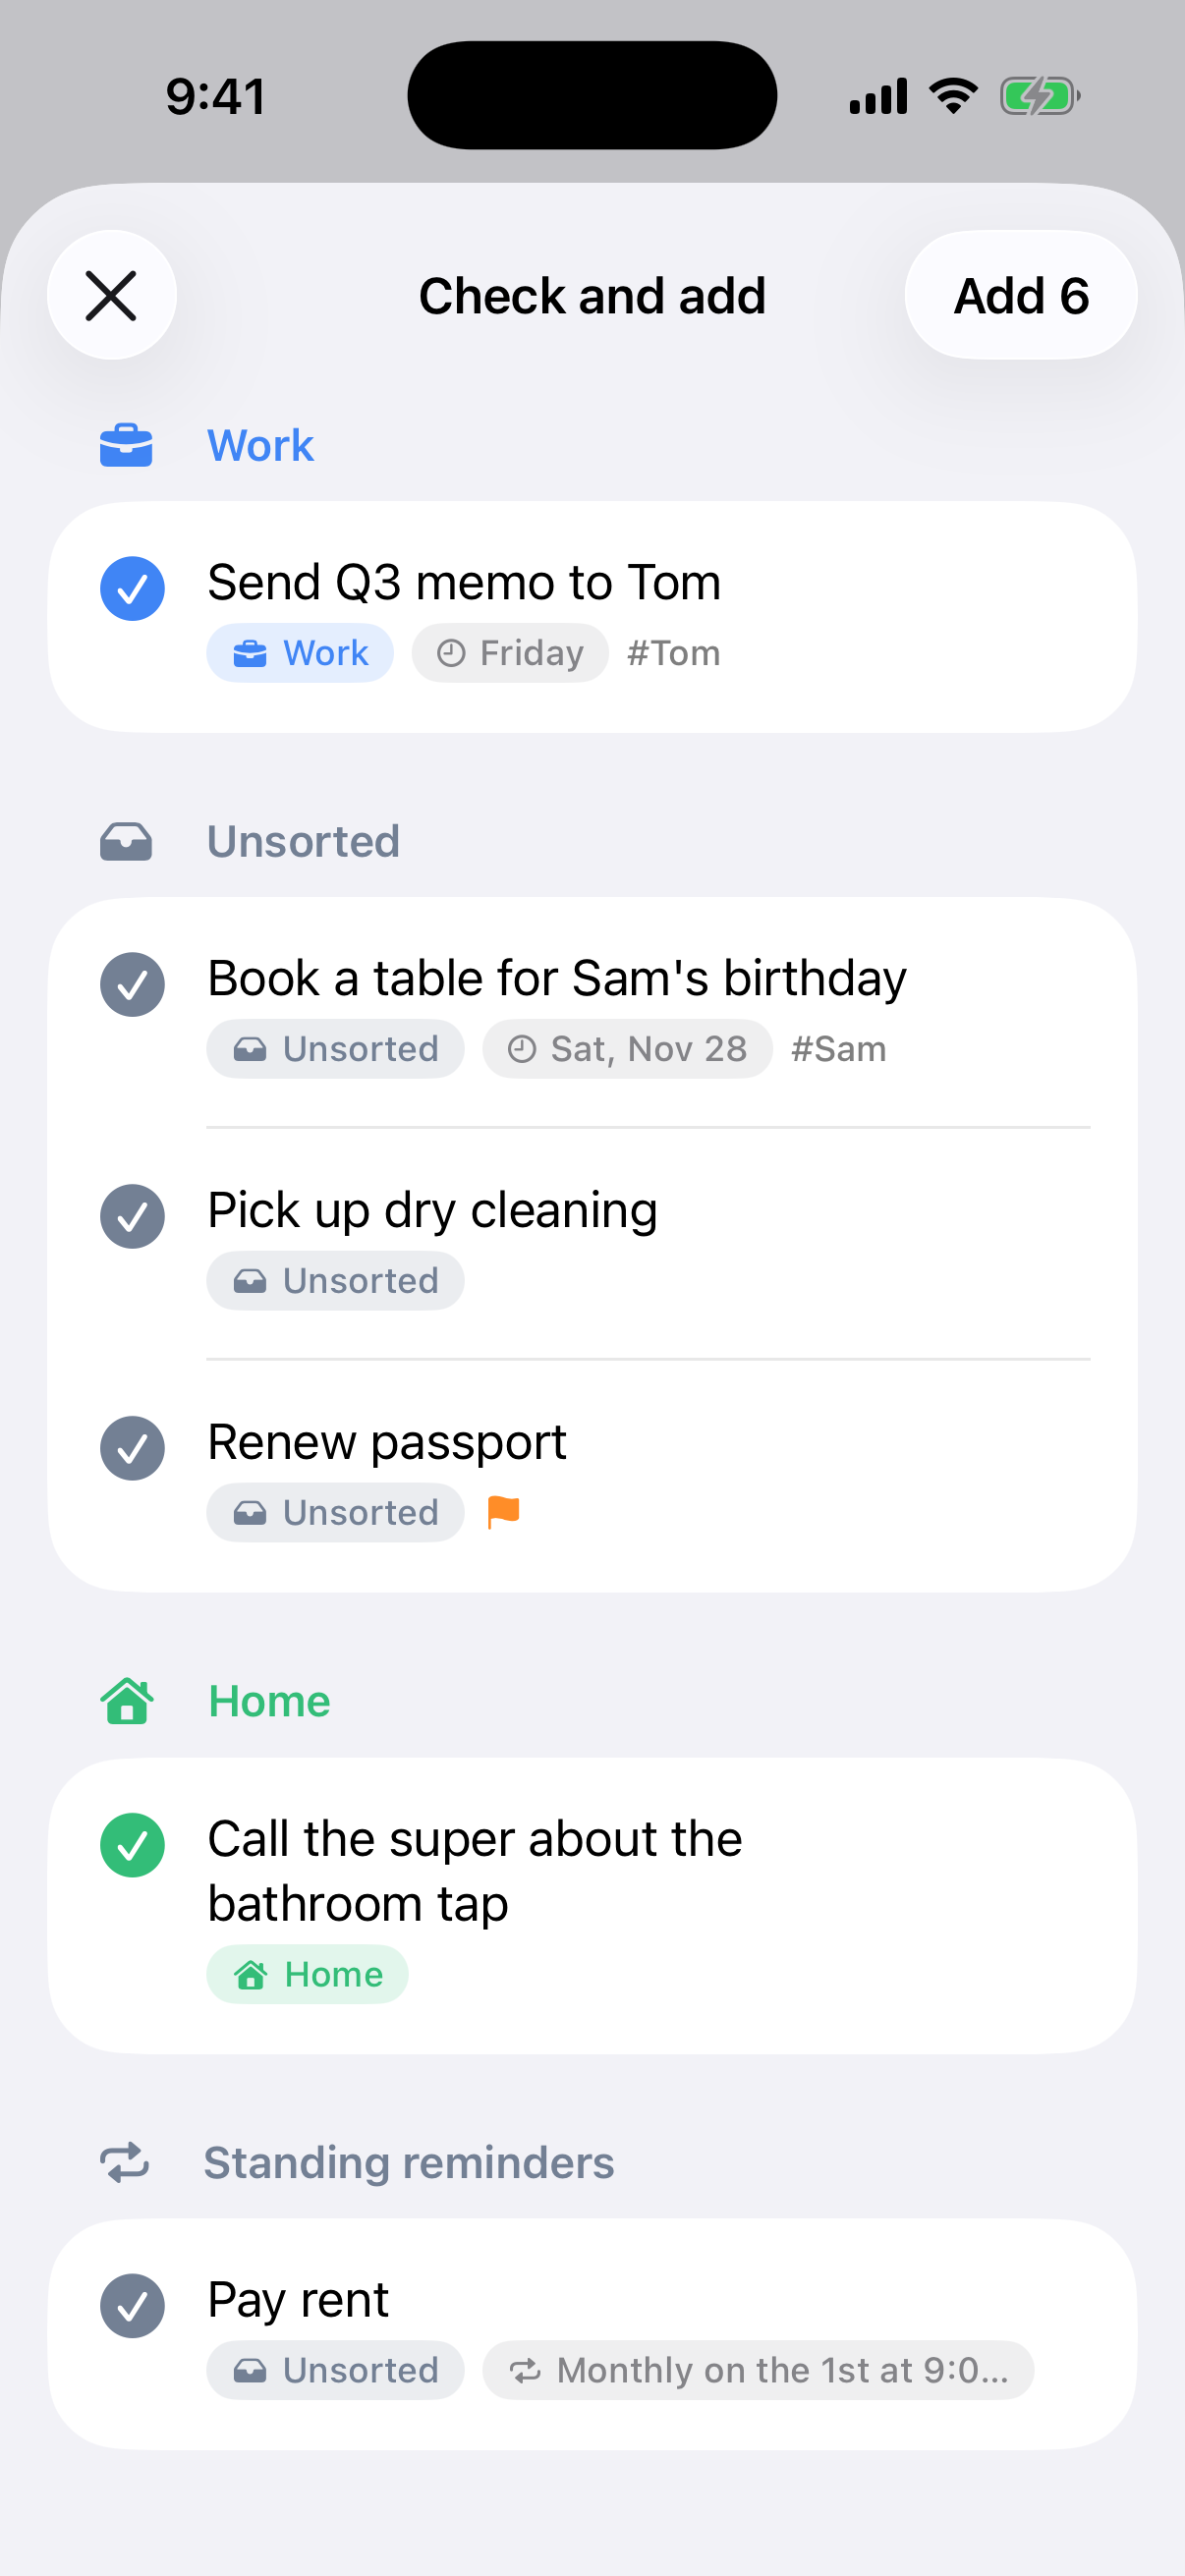 9:41
Check and add
Add 6
Work
Send Q3 memo to Tom
Work Friday #Tom
Unsorted
Book a table for Sam's birthday
Unsorted Sat, Nov 28 #Sam
Pick up dry cleaning
Unsorted
Renew passport
Unsorted
Home
Call the super about the
bathroom tap
Home
Standing reminders
Pay rent
Unsorted Monthly on the 1st at 9:0...